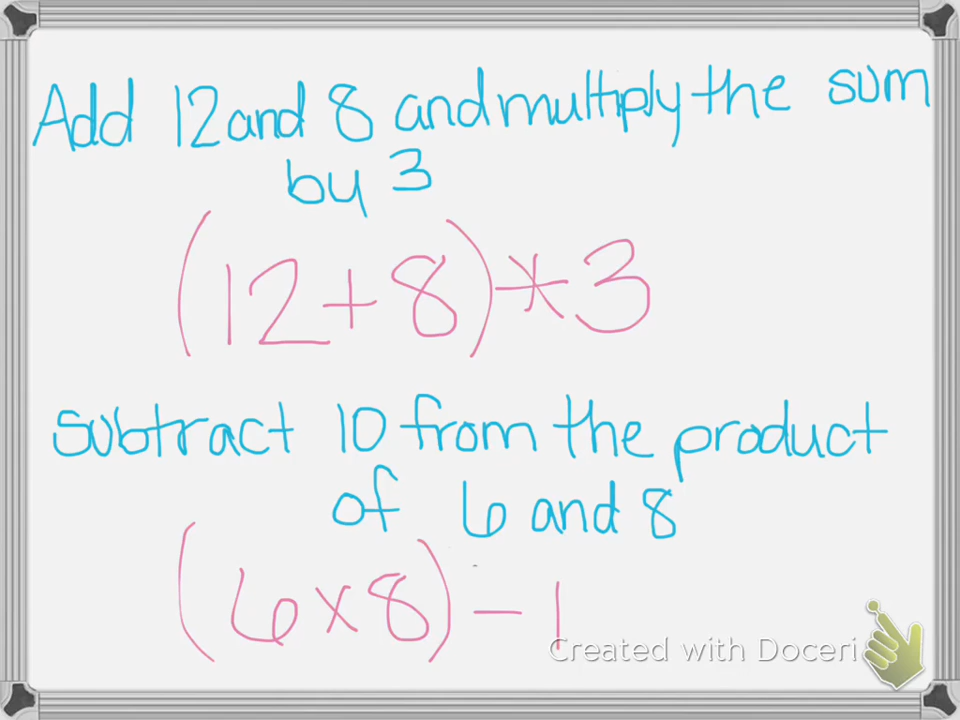 Add 12 and 8 and multiply the sum
by 3
(12+8)*3
subtract 10 from the product
of 6 and 8
(6x8)-1
Created with Doceri